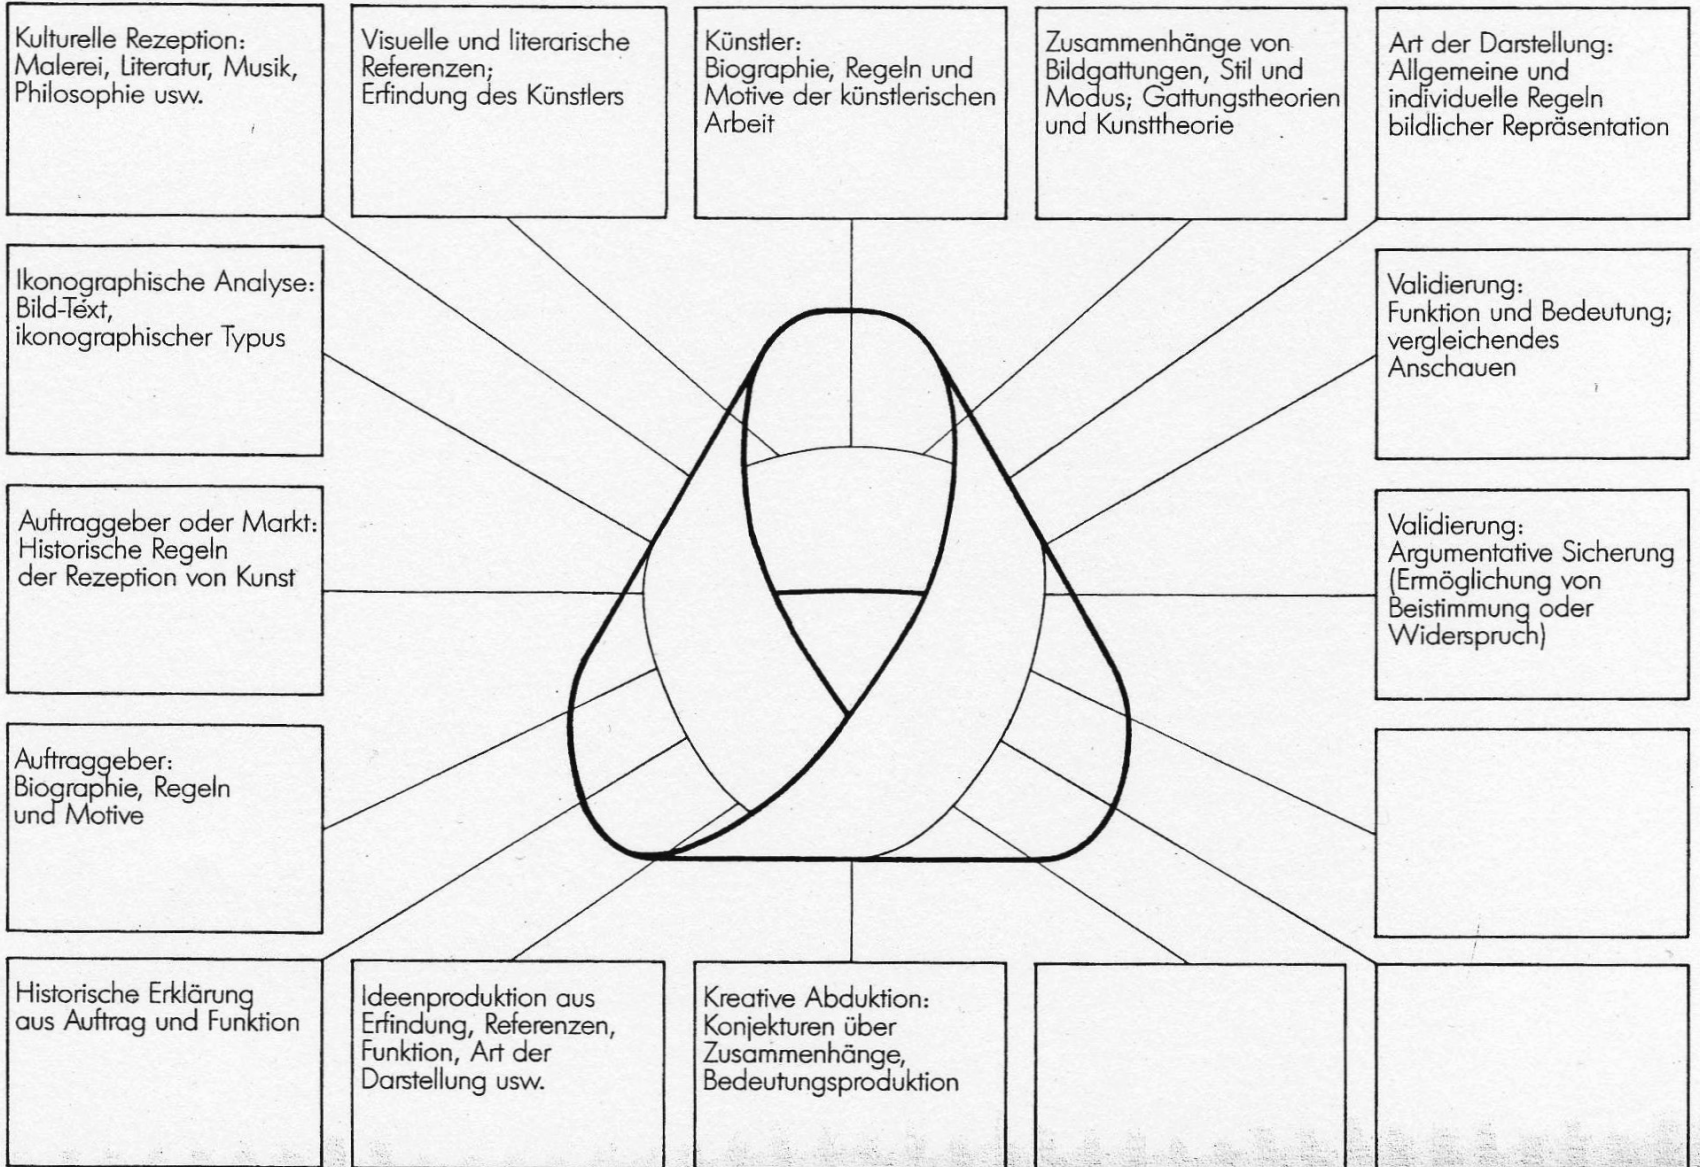 Kulturelle Rezeption:
Malerei, Literatur, Musik,
Philosophie usw.
Visuelle und literarische
Referenzen;
Erfindung des Künstlers
Künstler:
Biographie, Regeln und
Motive der künstlerischen
Arbeit
Zusammenhänge von
Bildgattungen, Stil und
Modus; Gattungstheorien
und Kunsttheorie
Art der Darstellung:
Allgemeine und
individuelle Regeln
bildlicher Repräsentation
Ikonographische Analyse:
Bild-Text,
ikonographischer Typus
Validierung:
Funktion und Bedeutung;
vergleichendes
Anschauen
Auftraggeber oder Markt:
Historische Regeln
der Rezeption von Kunst
Validierung:
Argumentative Sicherung
(Ermöglichung von
Beistimmung oder
Widerspruch)
Auftraggeber:
Biographie, Regeln
und Motive
Historische Erklärung
aus Auftrag und Funktion
Ideenproduktion aus
Erfindung, Referenzen,
Funktion, Art der
Darstellung usw.
Kreative Abduktion:
Konjekturen über
Zusammenhänge,
Bedeutungsproduktion